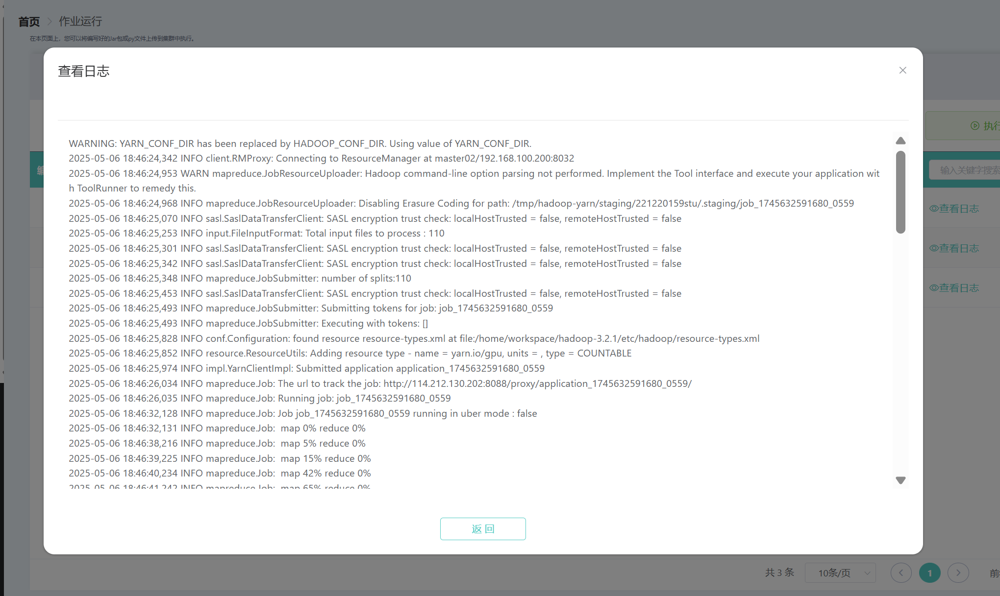 首页 > 作业运行
在本页面上，您可以将编写好的Jar包或py文件上传到集群中执行。
查看日志
执行
WARNING: YARN_CONF_DIR has been replaced by HADOOP_CONF_DIR. Using value of YARN_CONF_DIR.
2025-05-06 18:46:24,342 INFO client.RMProxy: Connecting to ResourceManager at master02/192.168.100.200:8032
2025-05-06 18:46:24,953 WARN mapreduce.JobResourceUploader: Hadoop command-line option parsing not performed. Implement the Tool interface and execute your application wit
h ToolRunner to remedy this.
2025-05-06 18:46:24,968 INFO mapreduce.JobResourceUploader: Disabling Erasure Coding for path: /tmp/hadoop-yarn/staging/221220159stu/.staging/job_1745632591680_0559
2025-05-06 18:46:25,070 INFO sasl.SaslDataTransferClient: SASL encryption trust check: localHostTrusted = false, remoteHostTrusted = false
2025-05-06 18:46:25,253 INFO input.FileInputFormat: Total input files to process : 110
2025-05-06 18:46:25,301 INFO sasl.SaslDataTransferClient: SASL encryption trust check: localHostTrusted = false, remoteHostTrusted = false
2025-05-06 18:46:25,342 INFO sasl.SaslDataTransferClient: SASL encryption trust check: localHostTrusted = false, remoteHostTrusted = false
2025-05-06 18:46:25,348 INFO mapreduce.JobSubmitter: number of splits:110
2025-05-06 18:46:25,453 INFO sasl.SaslDataTransferClient: SASL encryption trust check: localHostTrusted = false, remoteHostTrusted = false
2025-05-06 18:46:25,493 INFO mapreduce.JobSubmitter: Submitting tokens for job: job_1745632591680_0559
2025-05-06 18:46:25,493 INFO mapreduce.JobSubmitter: Executing with tokens: []
2025-05-06 18:46:25,828 INFO conf.Configuration: found resource resource-types.xml at file:/home/workspace/hadoop-3.2.1/etc/hadoop/resource-types.xml
2025-05-06 18:46:25,852 INFO resource.ResourceUtils: Adding resource type - name = yarn.io/gpu, units = , type = COUNTABLE
2025-05-06 18:46:25,974 INFO impl.YarnClientImpl: Submitted application application_1745632591680_0559
2025-05-06 18:46:26,034 INFO mapreduce.Job: The url to track the job: http://114.212.130.202:8088/proxy/application_1745632591680_0559/
2025-05-06 18:46:26,035 INFO mapreduce.Job: Running job: job_1745632591680_0559
2025-05-06 18:46:32,128 INFO mapreduce.Job: Job job_1745632591680_0559 running in uber mode : false
2025-05-06 18:46:32,131 INFO mapreduce.Job:  map 0% reduce 0%
2025-05-06 18:46:38,216 INFO mapreduce.Job:  map 5% reduce 0%
2025-05-06 18:46:39,225 INFO mapreduce.Job:  map 15% reduce 0%
2025-05-06 18:46:40,234 INFO mapreduce.Job:  map 42% reduce 0%
2025-05-06 18:46:41,242 INFO mapreduce.Job:  map 65% reduce 0%
输入关键字搜索
查看日志
查看日志
查看日志
返 回
共 3 条
10条/页
1